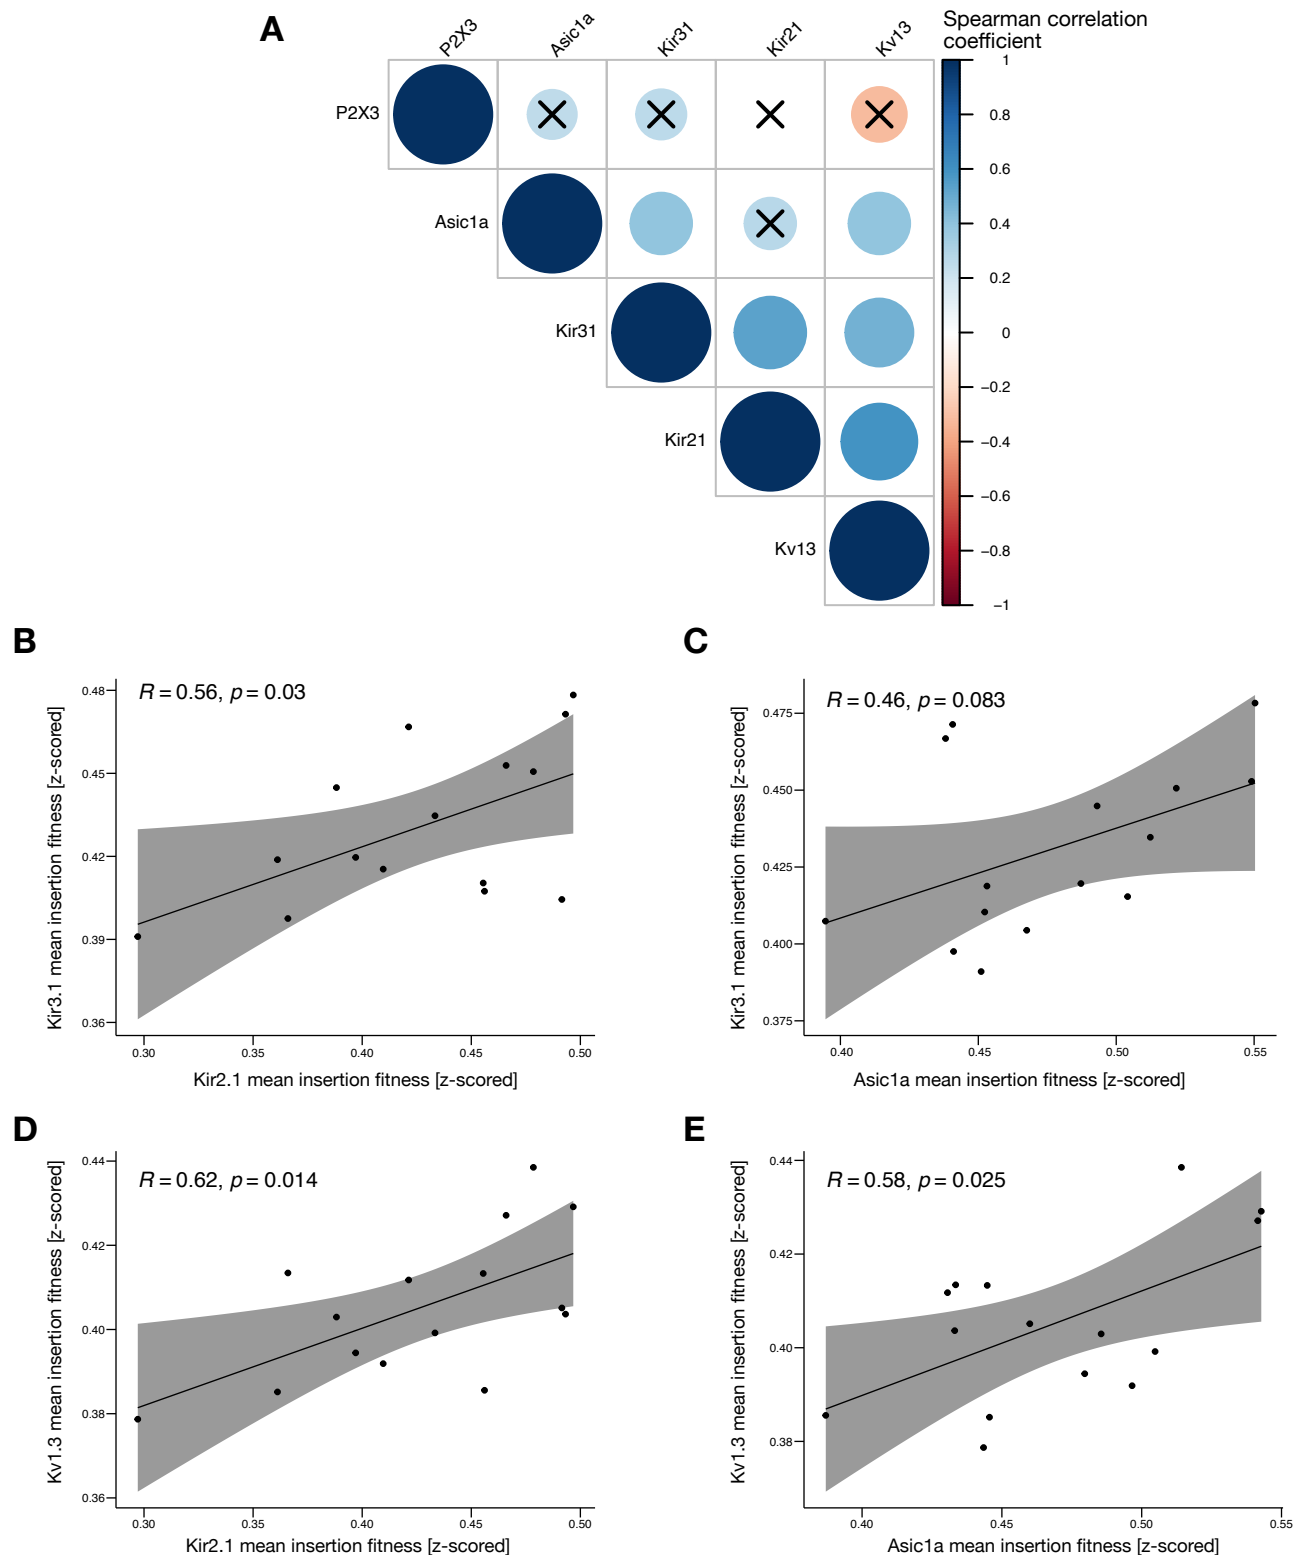 A
P2X3
Asic1a
Kir31
Kir21
Kv13
Spearman correlation
coefficient
P2X3
Asic1a
Kir31
Kir21
Kv13
1
0.8
0.6
0.4
0.2
0
−0.2
−0.4
−0.6
−0.8
−1
B
R = 0.56, p = 0.03
Kir3.1 mean insertion fitness [z-scored]
0.48
0.45
0.42
0.39
0.36
0.30
0.35
0.40
0.45
0.50
Kir2.1 mean insertion fitness [z-scored]
C
R = 0.46, p = 0.083
Kir3.1 mean insertion fitness [z-scored]
0.475
0.450
0.425
0.400
0.375
0.40
0.45
0.50
0.55
Asic1a mean insertion fitness [z-scored]
D
R = 0.62, p = 0.014
Kv1.3 mean insertion fitness [z-scored]
0.44
0.42
0.40
0.38
0.36
0.30
0.35
0.40
0.45
0.50
Kir2.1 mean insertion fitness [z-scored]
E
R = 0.58, p = 0.025
Kv1.3 mean insertion fitness [z-scored]
0.44
0.42
0.40
0.38
0.40
0.45
0.50
0.55
Asic1a mean insertion fitness [z-scored]